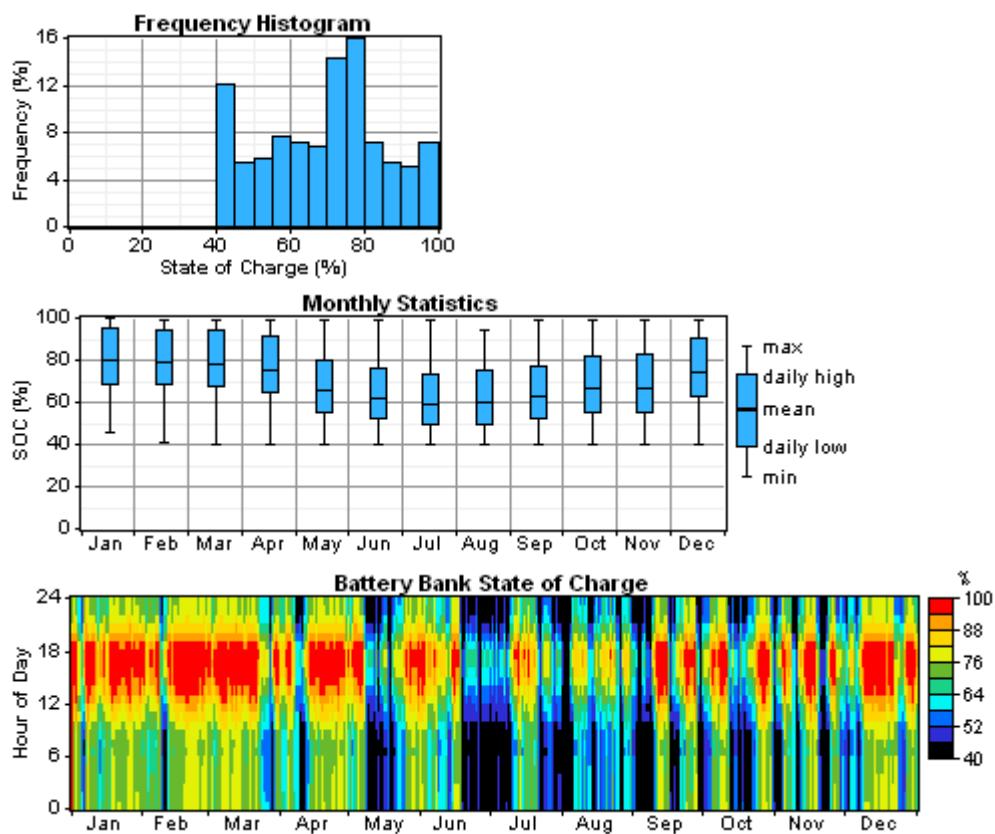 Frequency Histogram
16
12
8
4
0
Frequency (%)
0 20 40 60 80 100
State of Charge (%)
Monthly Statistics
100
80
60
40
20
0
SOC (%)
Jan Feb Mar Apr May Jun Jul Aug Sep Oct Nov Dec
max
daily high
mean
daily low
min
Battery Bank State of Charge
24
18
12
6
0
Hour of Day
Jan Feb Mar Apr May Jun Jul Aug Sep Oct Nov Dec
%
100
88
76
64
52
40